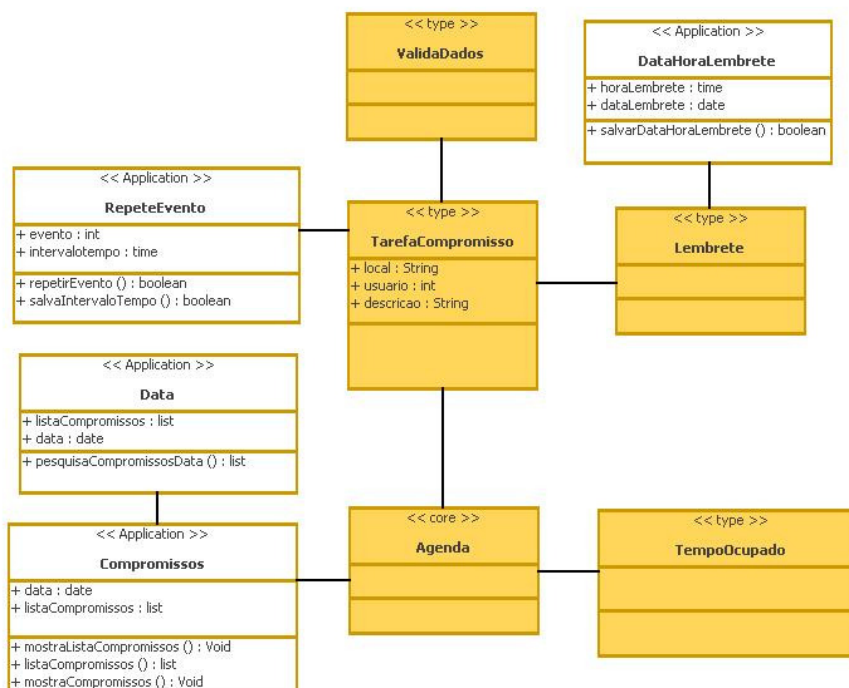 << type >>
ValidaDados
<< Application >>
DataHoraLembrete
+ horaLembrete : time
+ dataLembrete : date
+ salvarDataHoraLembrete () : boolean
<< Application >>
RepeteEvento
+ evento : int
+ intervalotempo : time
+ repetirEvento () : boolean
+ salvaIntervaloTempo () : boolean
<< type >>
TarefaCompromisso
+ local : String
+ usuario : int
+ descricao : String
<< type >>
Lembrete
<< Application >>
Data
+ listaCompromissos : list
+ data : date
+ pesquisaCompromissosData () : list
<< Application >>
Compromissos
+ data : date
+ listaCompromissos : list
+ mostraListaCompromissos () : Void
+ listaCompromissos () : list
+ mostraCompromissos () : Void
<< core >>
Agenda
<< type >>
TempoOcupado